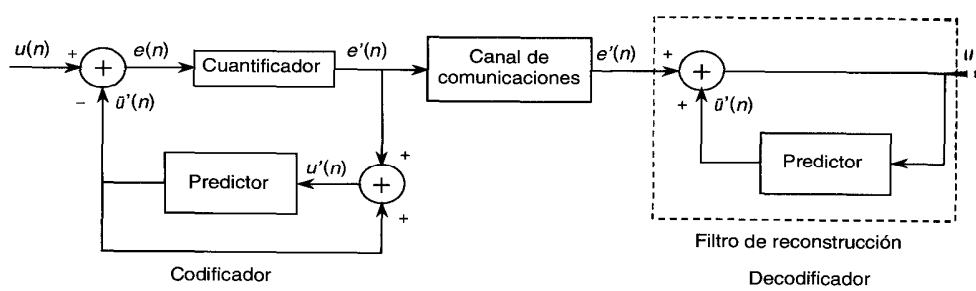 u(n)
+
+
−
e(n)
Cuantificador
e'(n)
Canal de
comunicaciones
e'(n)
+
+
+
ū'(n)
ū'(n)
Predictor
u'(n)
+
+
+
Predictor
Filtro de reconstrucción
Codificador
Decodificador